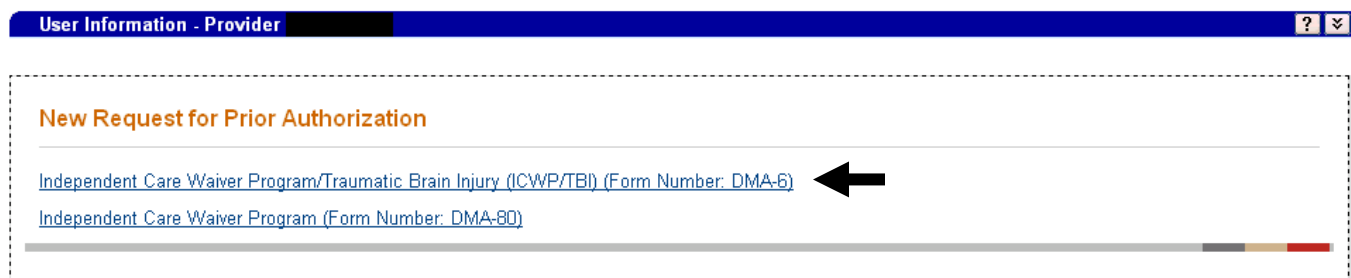 User Information - Provider
?
New Request for Prior Authorization
Independent Care Waiver Program/Traumatic Brain Injury (ICWP/TBI) (Form Number: DMA-6)
Independent Care Waiver Program (Form Number: DMA-80)